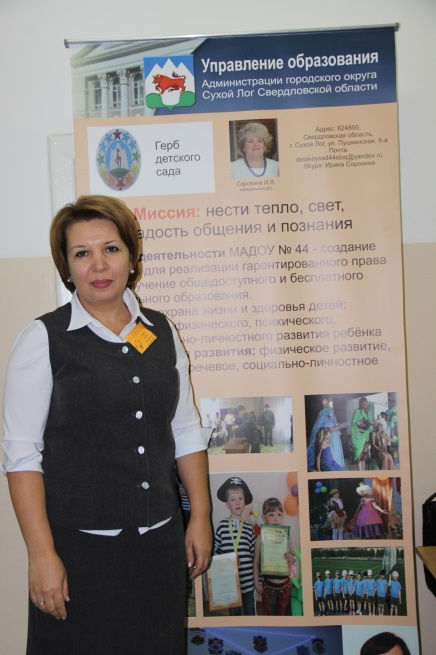 Управление образования
Администрации городского округа
Сухой Лог Свердловской области
Герб
детского
сада
Адрес: 624800,
Свердловская область,
г. Сухой Лог, ул. Пушкинская, 6-а
Почта:
Skype: Ирина Сорокина
Сорокина И.Л.
Миссия: нести тепло, свет,
радость общения и познания
деятельности МАДОУ № 44 - создание
для реализации гарантированного права
общедоступного и бесплатного
образования.
жизни и здоровья детей;
физического, психического,
личностного развития ребёнка
развития: физическое развитие,
социально-личностное